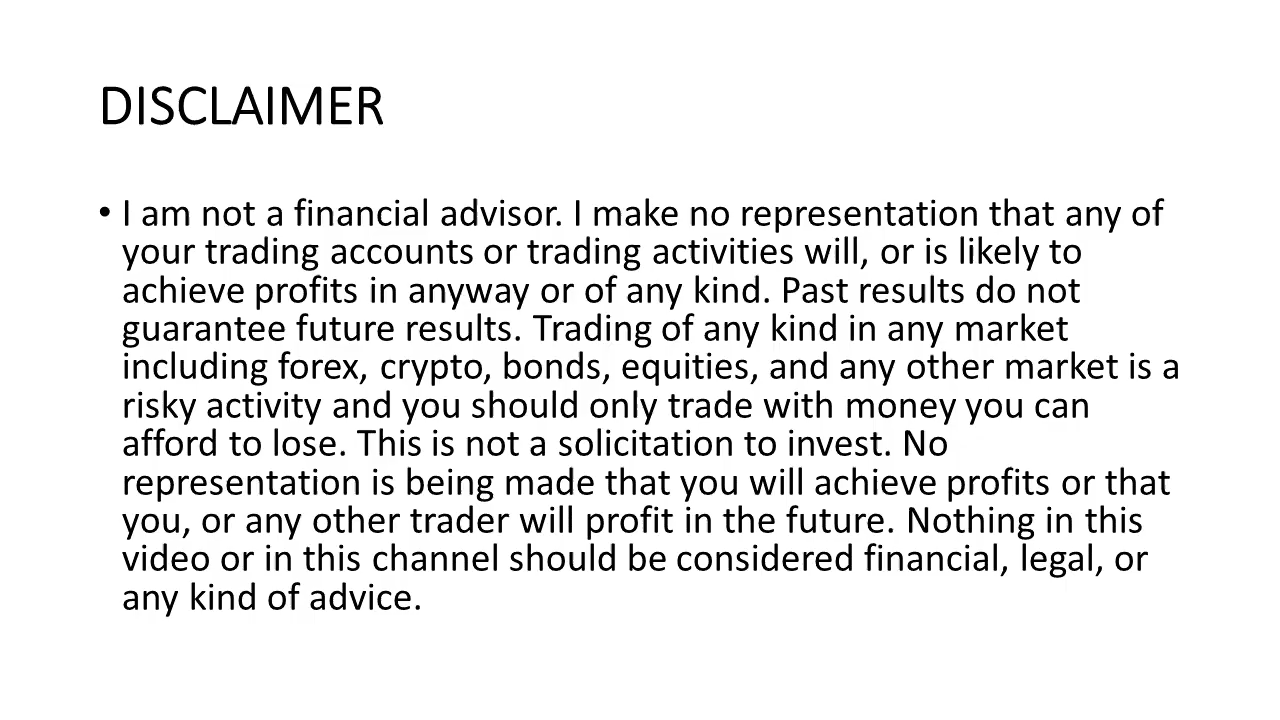 DISCLAIMER
• I am not a financial advisor. I make no representation that any of
your trading accounts or trading activities will, or is likely to
achieve profits in anyway or of any kind. Past results do not
guarantee future results. Trading of any kind in any market
including forex, crypto, bonds, equities, and any other market is a
risky activity and you should only trade with money you can
afford to lose. This is not a solicitation to invest. No
representation is being made that you will achieve profits or that
you, or any other trader will profit in the future. Nothing in this
video or in this channel should be considered financial, legal, or
any kind of advice.